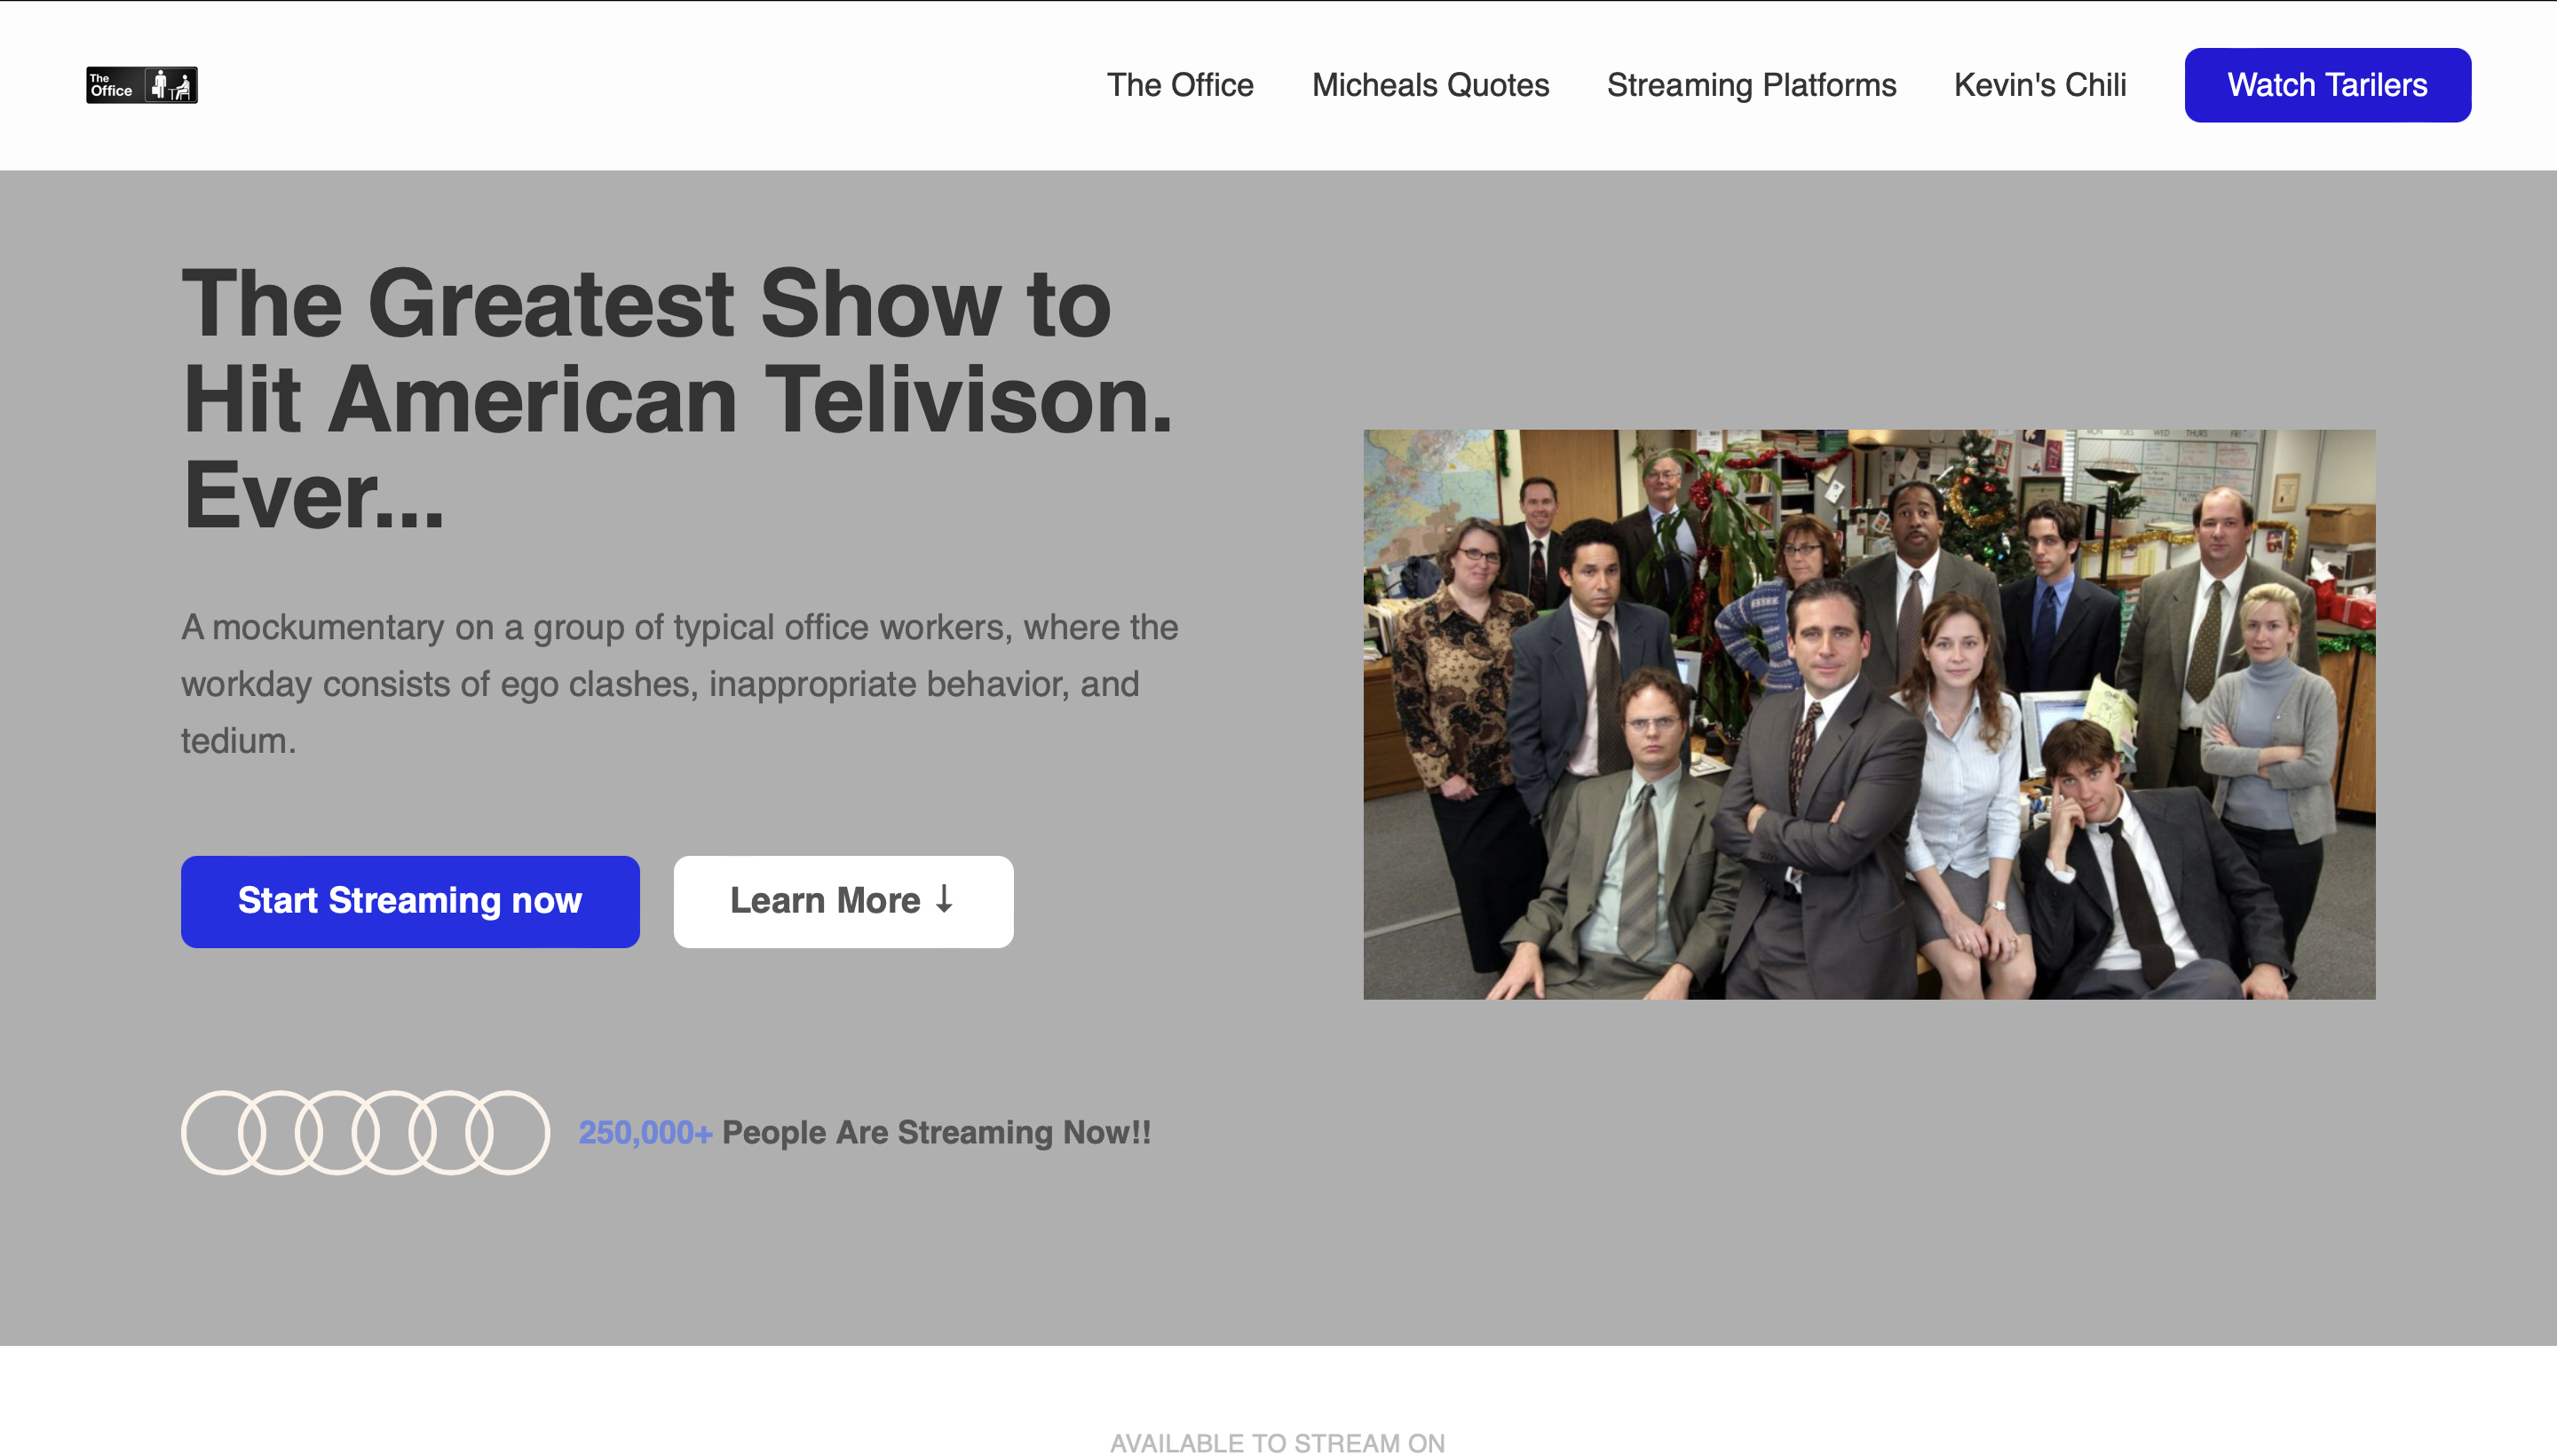 The
Office
The Office
Micheals Quotes
Streaming Platforms
Kevin's Chili
Watch Tarilers
The Greatest Show to
Hit American Telivison.
Ever...
A mockumentary on a group of typical office workers, where the
workday consists of ego clashes, inappropriate behavior, and
tedium.
Start Streaming now
Learn More ↓
250,000+ People Are Streaming Now!!
WED
THURS
AVAILABLE TO STREAM ON